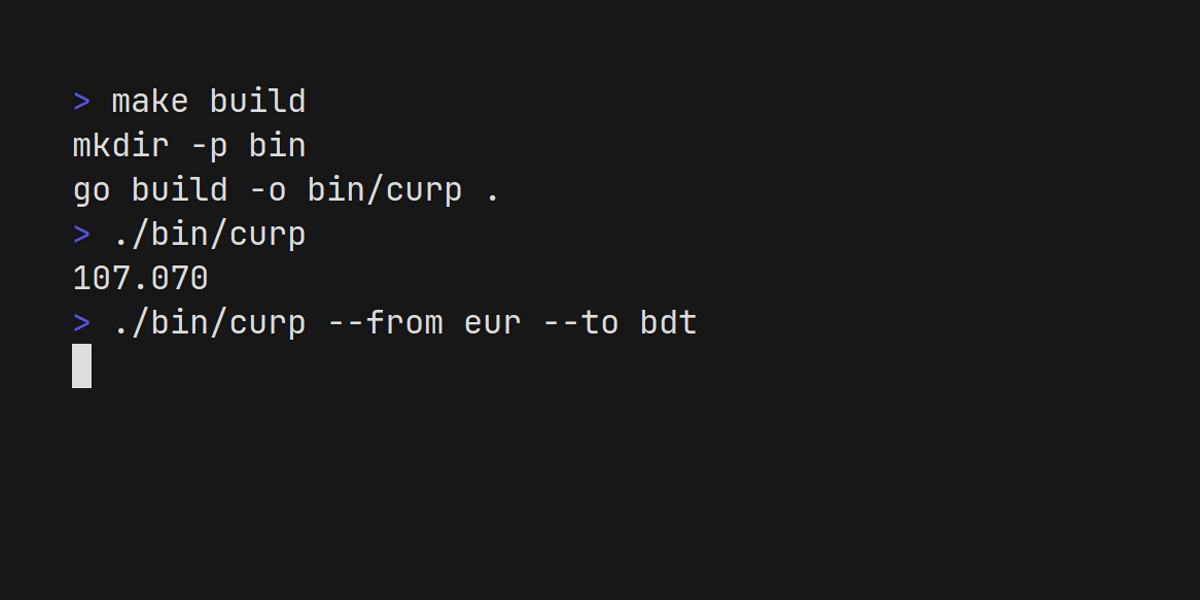 > make build
mkdir -p bin
go build -o bin/curp .
> ./bin/curp
107.070
> ./bin/curp --from eur --to bdt